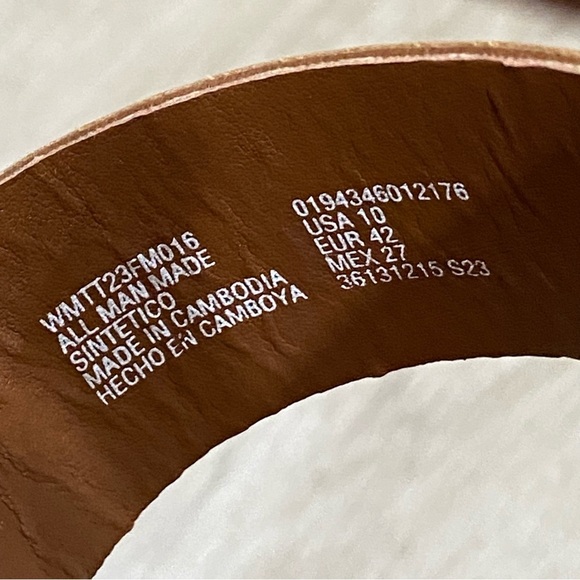 WMTT23FM016
ALL MAN MADE
SINTETICO
MADE IN CAMBODIA
HECHO EN CAMBOYA
0194346012176
USA 10
EUR 42
MEX 27
36131215 S23